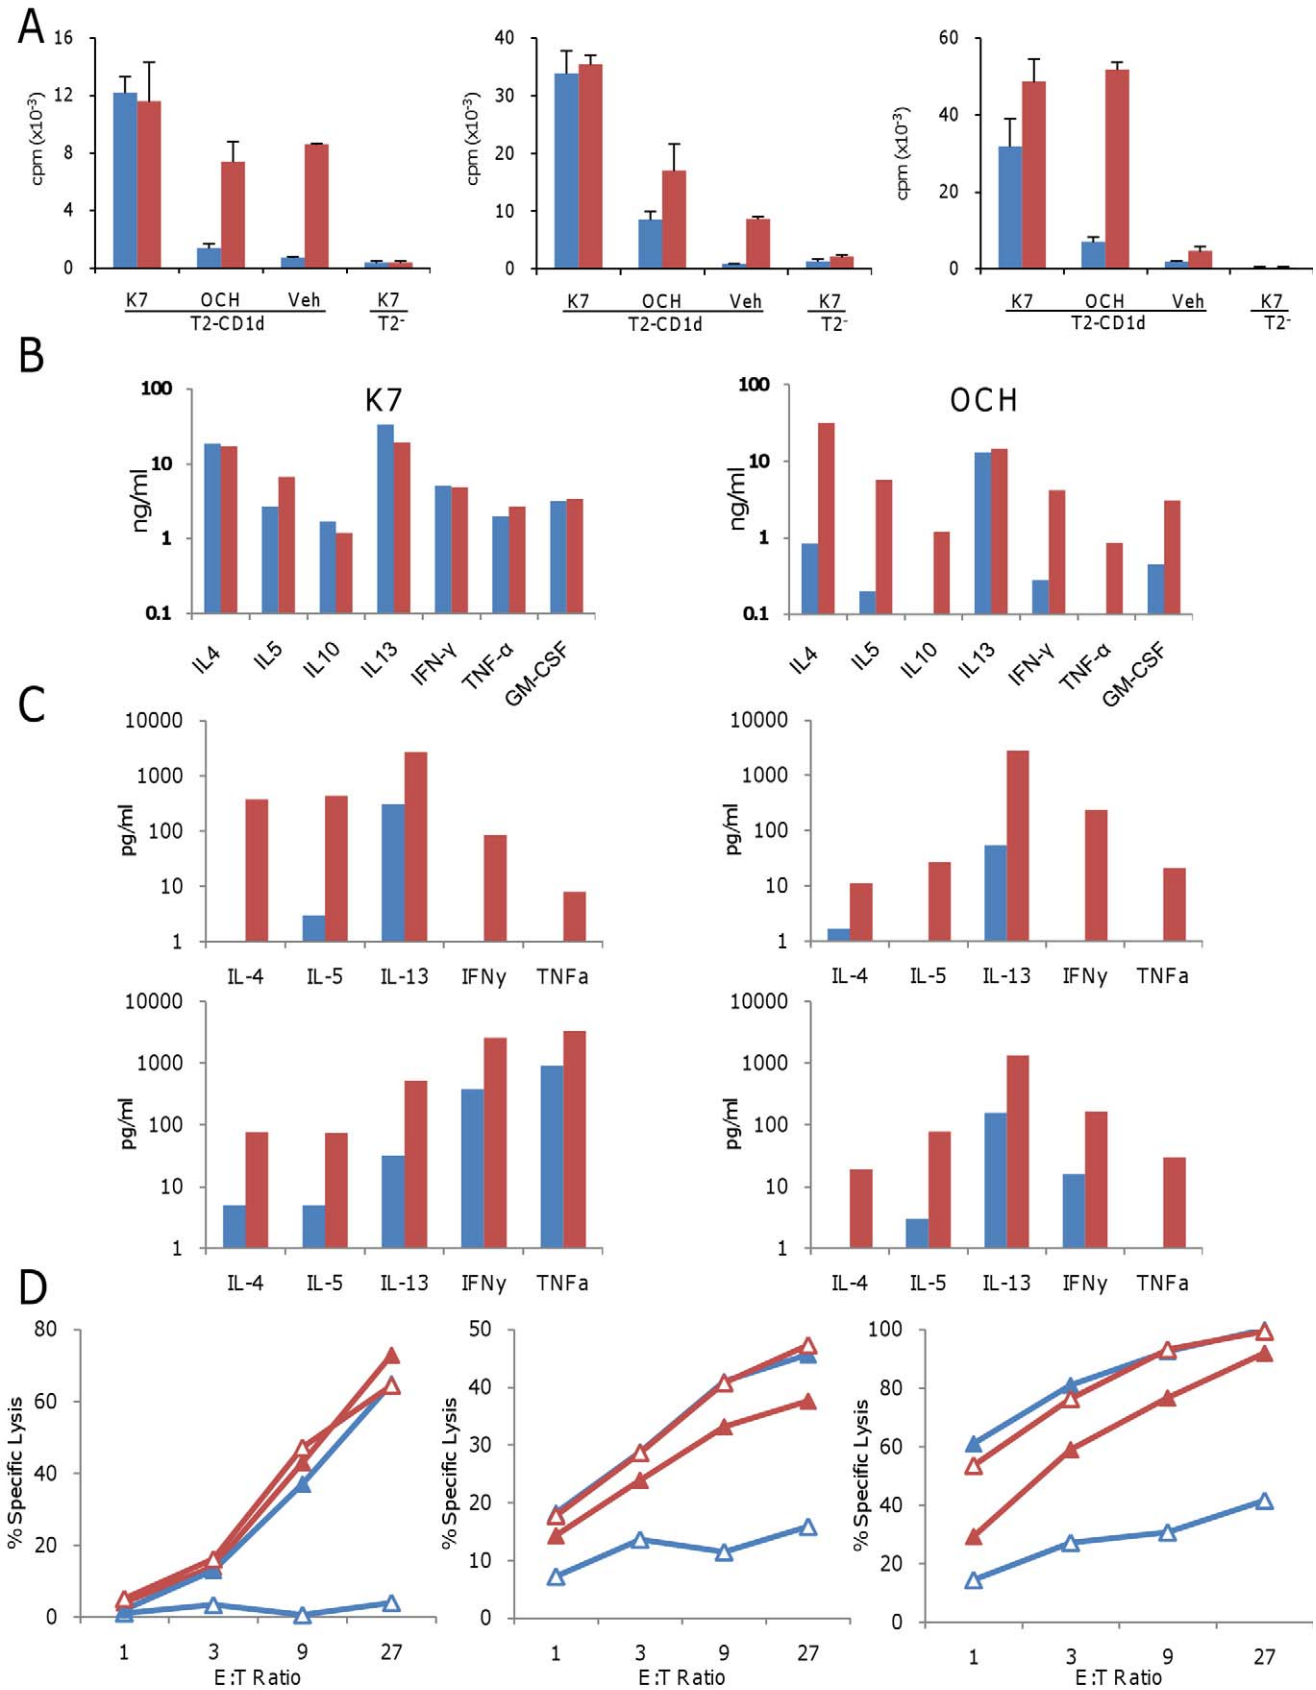 A
16
12
8
4
0
cpm (x10-3)
K7 OCH Veh K7
T2-CD1d T2-
40
30
20
10
0
cpm (x10-3)
K7 OCH Veh K7
T2-CD1d T2-
60
40
20
0
cpm (x10-3)
K7 OCH Veh K7
T2-CD1d T2-
B
K7
100
10
1
0.1
ng/ml
IL4 IL5 IL10 IL13 IFN-γ TNF-α GM-CSF
OCH
100
10
1
0.1
ng/ml
IL4 IL5 IL10 IL13 IFN-γ TNF-α GM-CSF
C
10000
1000
100
10
1
pg/ml
IL-4 IL-5 IL-13 IFNy TNFa
10000
1000
100
10
1
pg/ml
IL-4 IL-5 IL-13 IFNy TNFa
10000
1000
100
10
1
pg/ml
IL-4 IL-5 IL-13 IFNy TNFa
10000
1000
100
10
1
pg/ml
IL-4 IL-5 IL-13 IFNy TNFa
D
80
60
40
20
0
% Specific Lysis
1 3 9 27
E:T Ratio
50
40
30
20
10
0
% Specific Lysis
1 3 9 27
E:T Ratio
100
80
60
40
20
0
% Specific Lysis
1 3 9 27
E:T Ratio